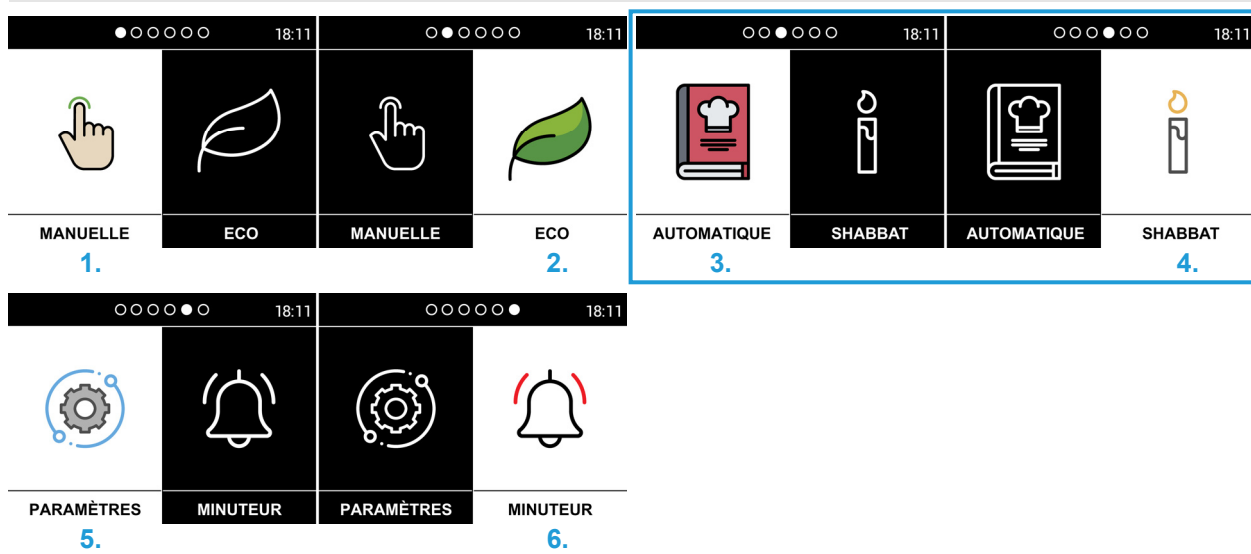 18:11
18:11
18:11
18:11
MANUELLE
ECO
MANUELLE
ECO
AUTOMATIQUE
SHABBAT
AUTOMATIQUE
SHABBAT
1.
2.
3.
4.
18:11
18:11
PARAMÈTRES
MINUTEUR
PARAMÈTRES
MINUTEUR
5.
6.